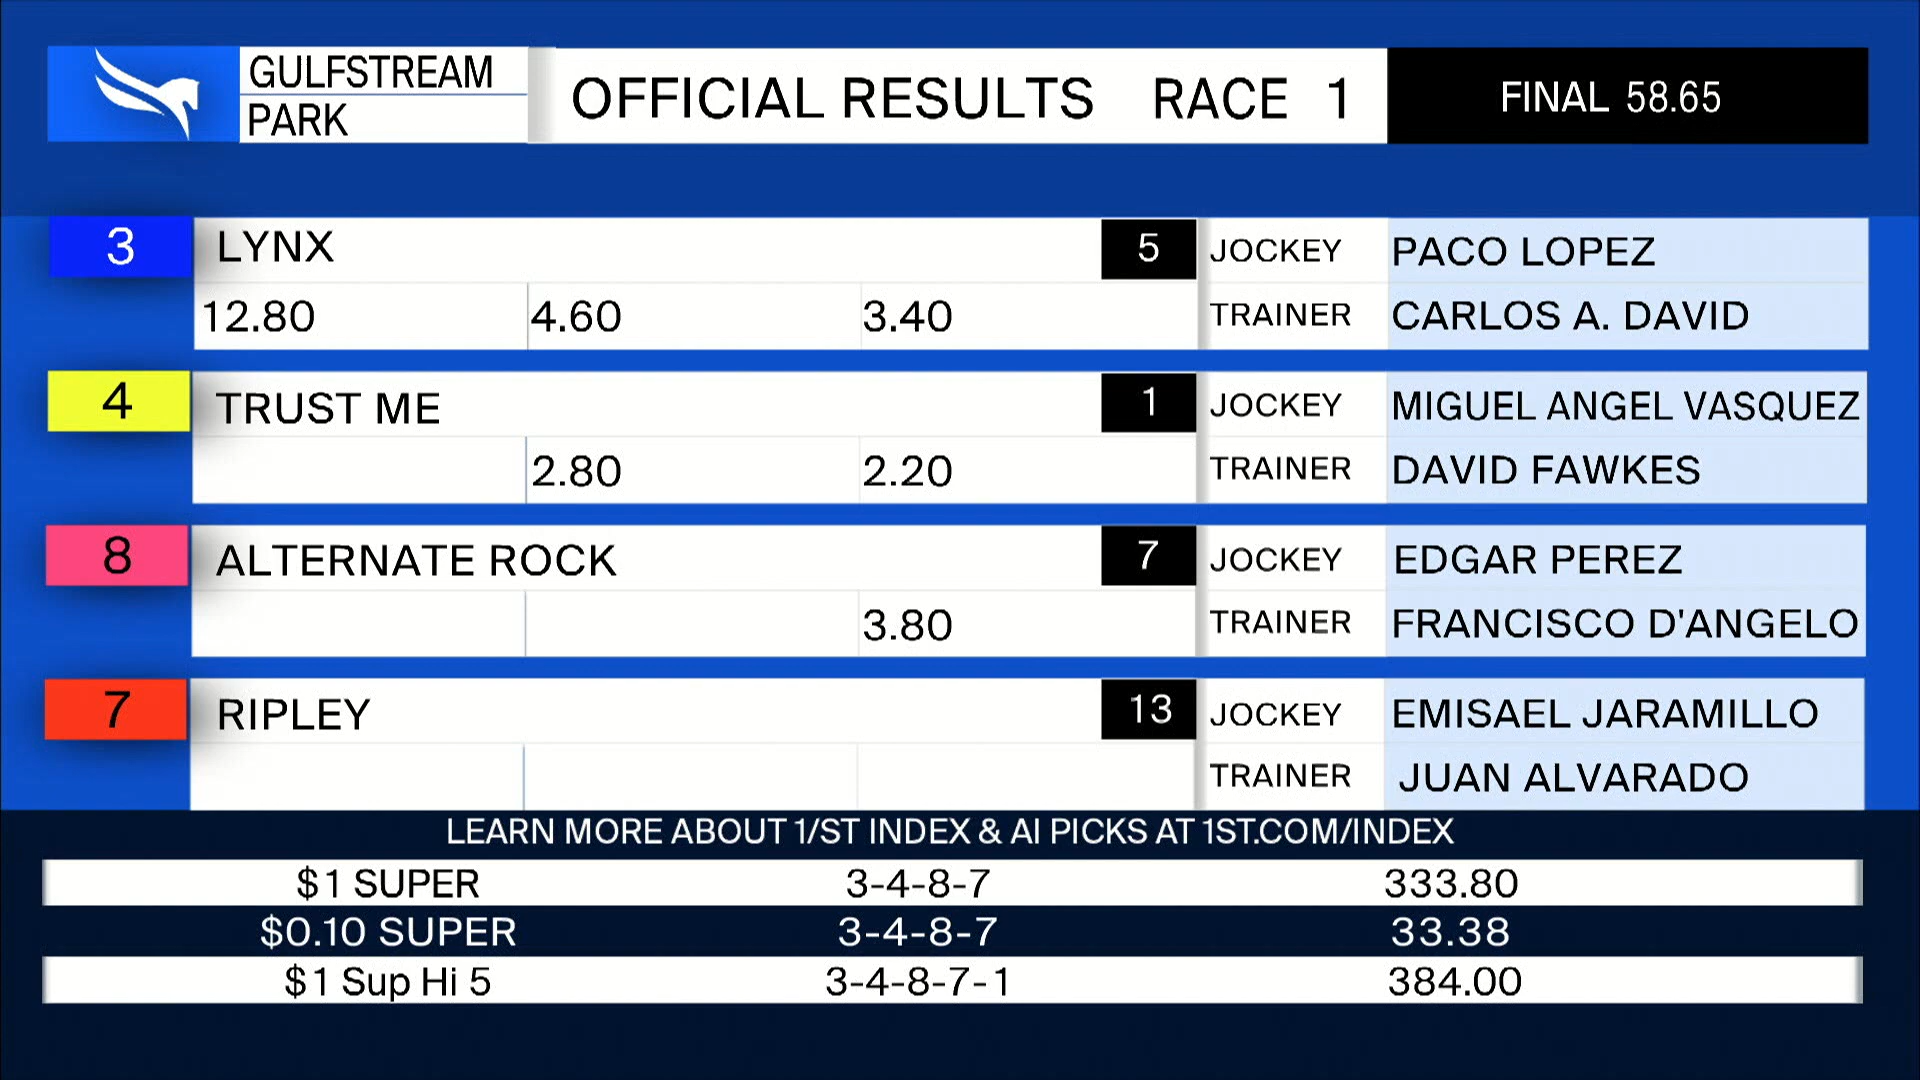 GULFSTREAM
PARK
OFFICIAL RESULTS RACE 1
FINAL 58.65
3 LYNX 5 JOCKEY PACO LOPEZ
12.80 4.60 3.40 TRAINER CARLOS A. DAVID
4 TRUST ME 1 JOCKEY MIGUEL ANGEL VASQUEZ
2.80 2.20 TRAINER DAVID FAWKES
8 ALTERNATE ROCK 7 JOCKEY EDGAR PEREZ
3.80 TRAINER FRANCISCO D'ANGELO
7 RIPLEY 13 JOCKEY EMISAEL JARAMILLO
TRAINER JUAN ALVARADO
LEARN MORE ABOUT 1/ST INDEX & AI PICKS AT 1ST.COM/INDEX
$1 SUPER 3-4-8-7 333.80
$0.10 SUPER 3-4-8-7 33.38
$1 Sup Hi 5 3-4-8-7-1 384.00